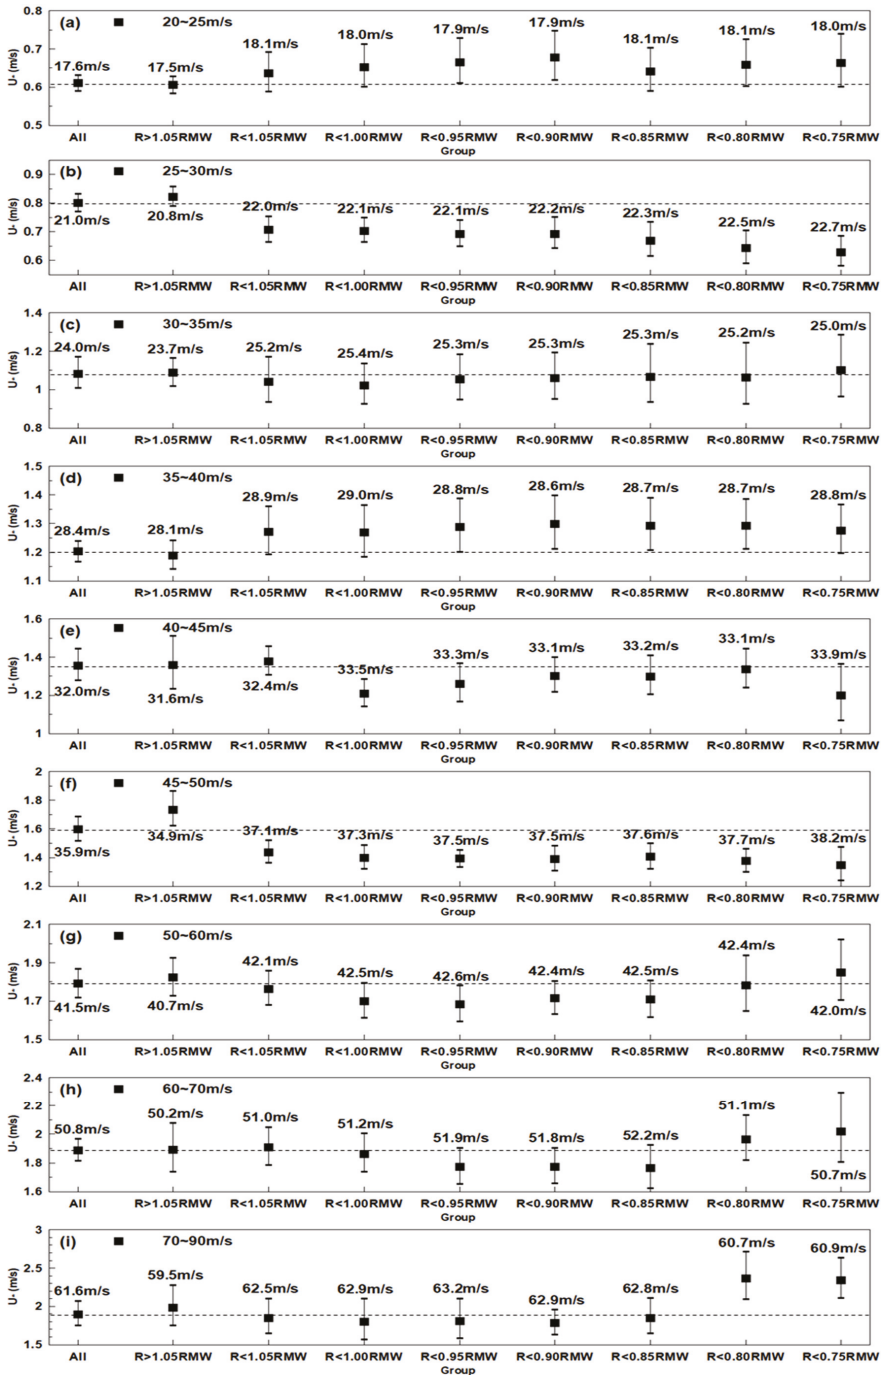 (a) 20~25m/s
U- (m/s)
0.8
0.7
0.6
0.5
17.6m/s 17.5m/s 18.1m/s 18.0m/s 17.9m/s 17.9m/s 18.1m/s 18.1m/s 18.0m/s
All R>1.05RMW R<1.05RMW R<1.00RMW R<0.95RMW R<0.90RMW R<0.85RMW R<0.80RMW R<0.75RMW
Group
(b) 25~30m/s
U- (m/s)
0.9
0.8
0.7
0.6
21.0m/s 20.8m/s 22.0m/s 22.1m/s 22.1m/s 22.2m/s 22.3m/s 22.5m/s 22.7m/s
All R>1.05RMW R<1.05RMW R<1.00RMW R<0.95RMW R<0.90RMW R<0.85RMW R<0.80RMW R<0.75RMW
Group
(c) 30~35m/s
U- (m/s)
1.4
1.2
1
0.8
24.0m/s 23.7m/s 25.2m/s 25.4m/s 25.3m/s 25.3m/s 25.3m/s 25.2m/s 25.0m/s
All R>1.05RMW R<1.05RMW R<1.00RMW R<0.95RMW R<0.90RMW R<0.85RMW R<0.80RMW R<0.75RMW
Group
(d) 35~40m/s
U- (m/s)
1.5
1.4
1.3
1.2
1.1
28.4m/s 28.1m/s 28.9m/s 29.0m/s 28.8m/s 28.6m/s 28.7m/s 28.7m/s 28.8m/s
All R>1.05RMW R<1.05RMW R<1.00RMW R<0.95RMW R<0.90RMW R<0.85RMW R<0.80RMW R<0.75RMW
Group
(e) 40~45m/s
U- (m/s)
1.6
1.4
1.2
1
32.0m/s 31.6m/s 32.4m/s 33.5m/s 33.3m/s 33.1m/s 33.2m/s 33.1m/s 33.9m/s
All R>1.05RMW R<1.05RMW R<1.00RMW R<0.95RMW R<0.90RMW R<0.85RMW R<0.80RMW R<0.75RMW
Group
(f) 45~50m/s
U- (m/s)
2
1.8
1.6
1.4
1.2
35.9m/s 34.9m/s 37.1m/s 37.3m/s 37.5m/s 37.5m/s 37.6m/s 37.7m/s 38.2m/s
All R>1.05RMW R<1.05RMW R<1.00RMW R<0.95RMW R<0.90RMW R<0.85RMW R<0.80RMW R<0.75RMW
Group
(g) 50~60m/s
U- (m/s)
2.1
1.9
1.7
1.5
41.5m/s 40.7m/s 42.1m/s 42.5m/s 42.6m/s 42.4m/s 42.5m/s 42.4m/s 42.0m/s
All R>1.05RMW R<1.05RMW R<1.00RMW R<0.95RMW R<0.90RMW R<0.85RMW R<0.80RMW R<0.75RMW
Group
(h) 60~70m/s
U- (m/s)
2.4
2.2
2
1.8
1.6
50.8m/s 50.2m/s 51.0m/s 51.2m/s 51.9m/s 51.8m/s 52.2m/s 51.1m/s 50.7m/s
All R>1.05RMW R<1.05RMW R<1.00RMW R<0.95RMW R<0.90RMW R<0.85RMW R<0.80RMW R<0.75RMW
Group
(i) 70~90m/s
U- (m/s)
3
2.5
2
1.5
61.6m/s 59.5m/s 62.5m/s 62.9m/s 63.2m/s 62.9m/s 62.8m/s 60.7m/s 60.9m/s
All R>1.05RMW R<1.05RMW R<1.00RMW R<0.95RMW R<0.90RMW R<0.85RMW R<0.80RMW R<0.75RMW
Group